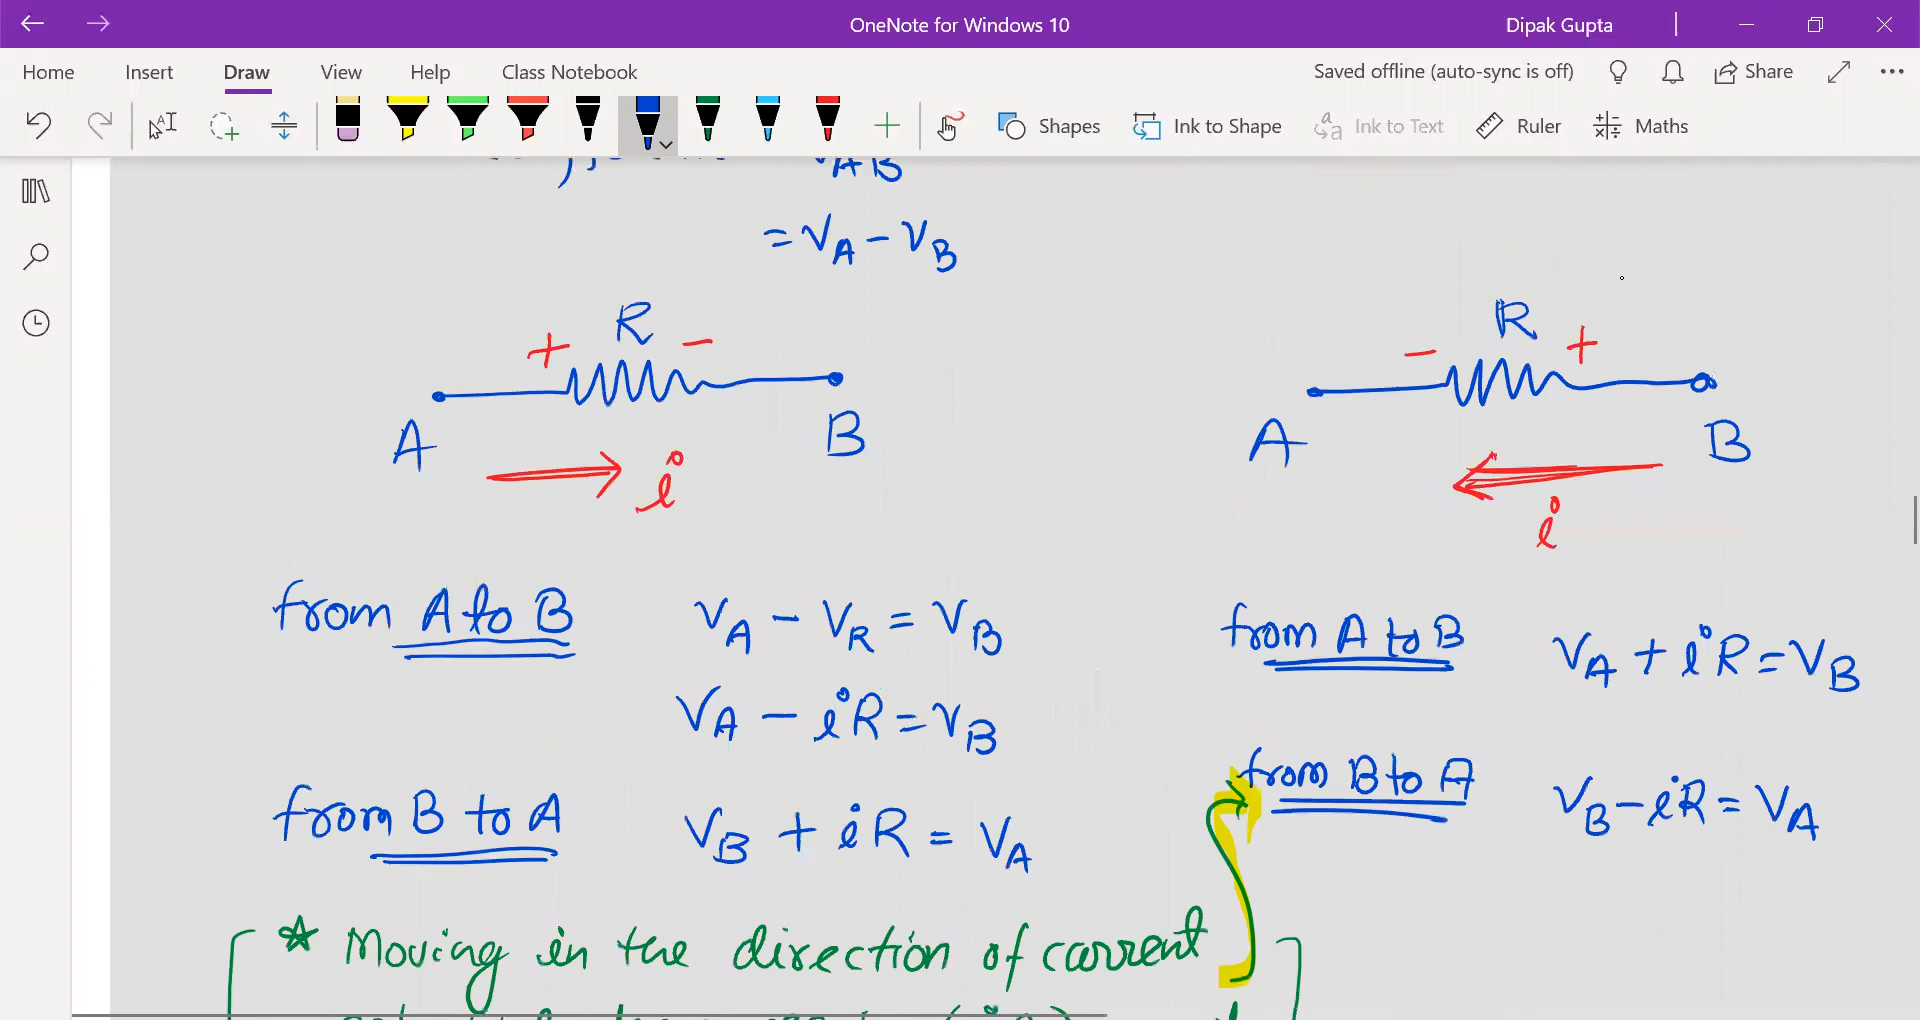 OneNote for Windows 10
Dipak Gupta
Home Insert Draw View Help Class Notebook
Saved offline (auto-sync is off)
Share
Shapes
Ink to Shape
Ink to Text
Ruler
Maths
= VA - VB
R
+ -
A B
i
R
- +
A B
i
from A to B VA - VR = VB
VA - iR = VB
from B to A VB + iR = VA
from A to B VA + iR = VB
from B to A VB - iR = VA
* Moving in the direction of current